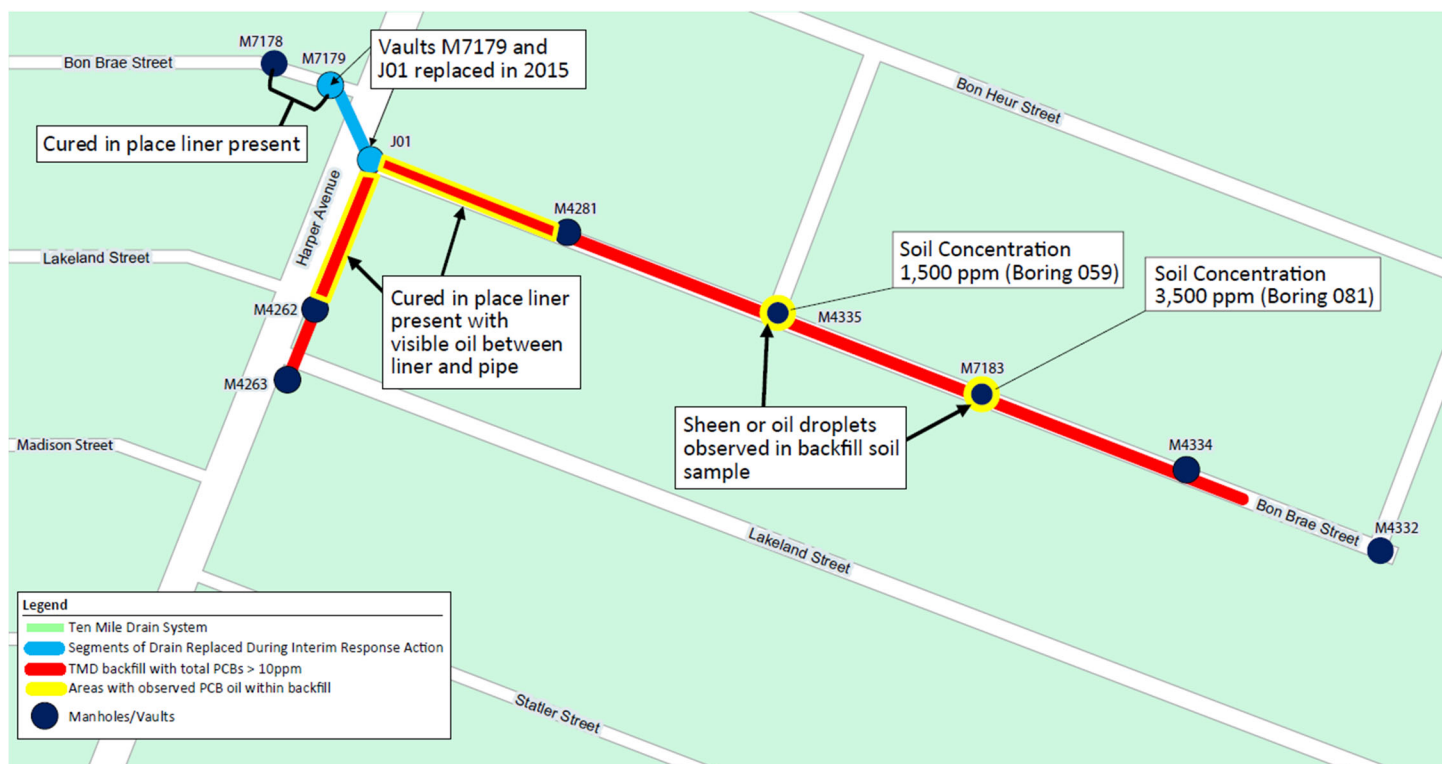 M7178
M7179
Bon Brae Street
Vaults M7179 and
J01 replaced in 2015
Cured in place liner present
J01
Bon Heur Street
Harper Avenue
M4281
Lakeland Street
Soil Concentration
1,500 ppm (Boring 059)
Soil Concentration
3,500 ppm (Boring 081)
Cured in place liner
present with
visible oil between
liner and pipe
M4262
M4335
M4263
M7183
Sheen or oil droplets
observed in backfill soil
sample
Madison Street
M4334
Bon Brae Street
M4332
Lakeland Street
Statler Street
Legend
Ten Mile Drain System
Segments of Drain Replaced During Interim Response Action
TMD backfill with total PCBs > 10ppm
Areas with observed PCB oil within backfill
Manholes/Vaults